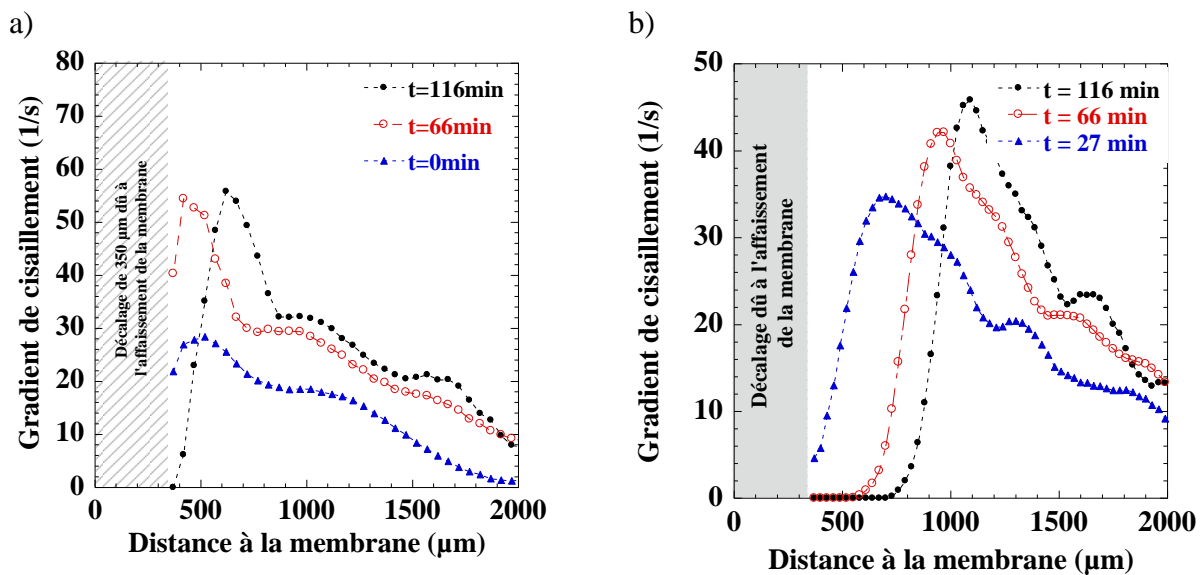 a)
80
70
60
50
40
30
20
10
0
Gradient de cisaillement (1/s)
Décalage de 350 µm dû à
l'affaissement de la membrane
t=116min
t=66min
t=0min
0 500 1000 1500 2000
Distance à la membrane (µm)
b)
50
40
30
20
10
0
Gradient de cisaillement (1/s)
Décalage dû à l'affaissement
de la membrane
t = 116 min
t = 66 min
t = 27 min
0 500 1000 1500 2000
Distance à la membrane (µm)